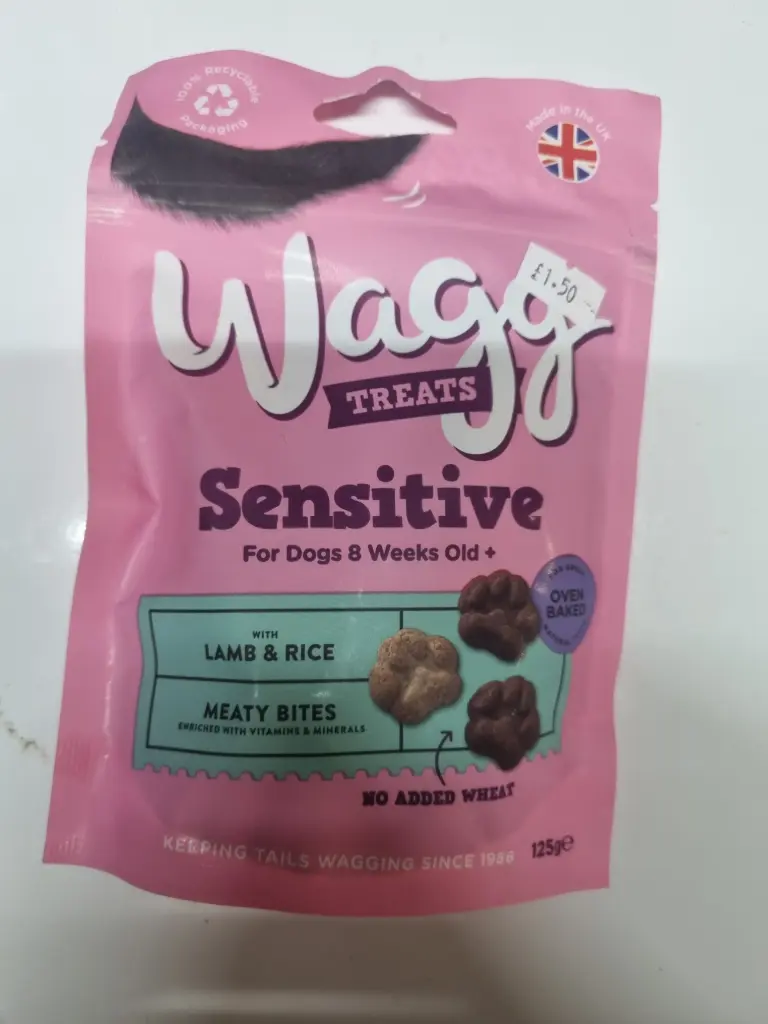 100% Recyclable
Packaging
Made in the UK
Wagg
£1.50
TREATS
Sensitive
For Dogs 8 Weeks Old +
OVEN
BAKED
WITH
LAMB & RICE
MEATY BITES
ENRICHED WITH VITAMINS & MINERALS
NO ADDED WHEAT
KEEPING TAILS WAGGING SINCE 1988
125g℮